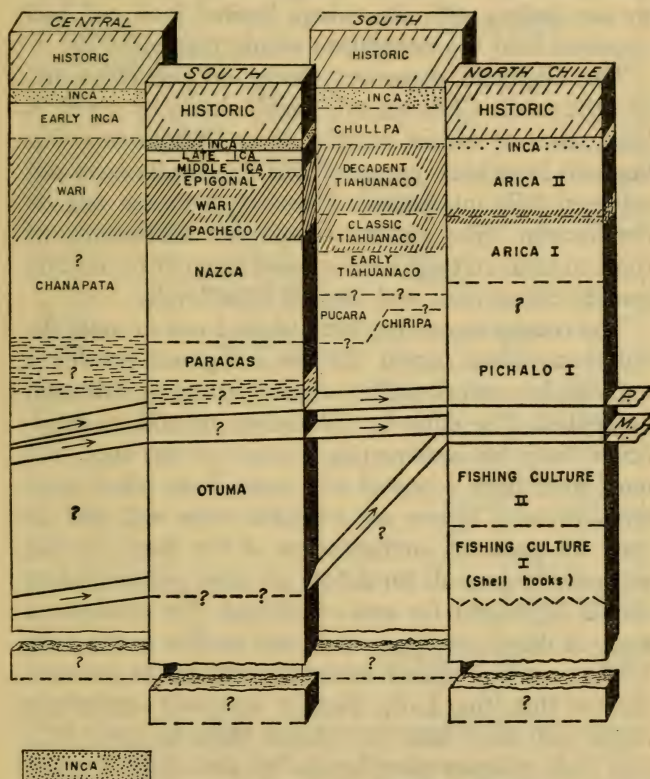 CENTRAL
HISTORIC
INCA
EARLY INCA
WARI
?
CHANAPATA
?
?
?
SOUTH
HISTORIC
INCA
LATE ICA
MIDDLE ICA
EPIGONAL
WARI
PACHECO
NAZCA
PARACAS
?
?
OTUMA
? ?
?
SOUTH
HISTORIC
INCA
CHULLPA
DECADENT
TIAHUANACO
CLASSIC
TIAHUANACO
EARLY
TIAHUANACO
? ?
PUCARA
?
CHIRIPA
?
?
?
NORTH CHILE
HISTORIC
INCA
ARICA II
ARICA I
?
PICHALO I
P.
M.
FISHING CULTURE
II
FISHING CULTURE
I
(Shell hooks)
?
INCA